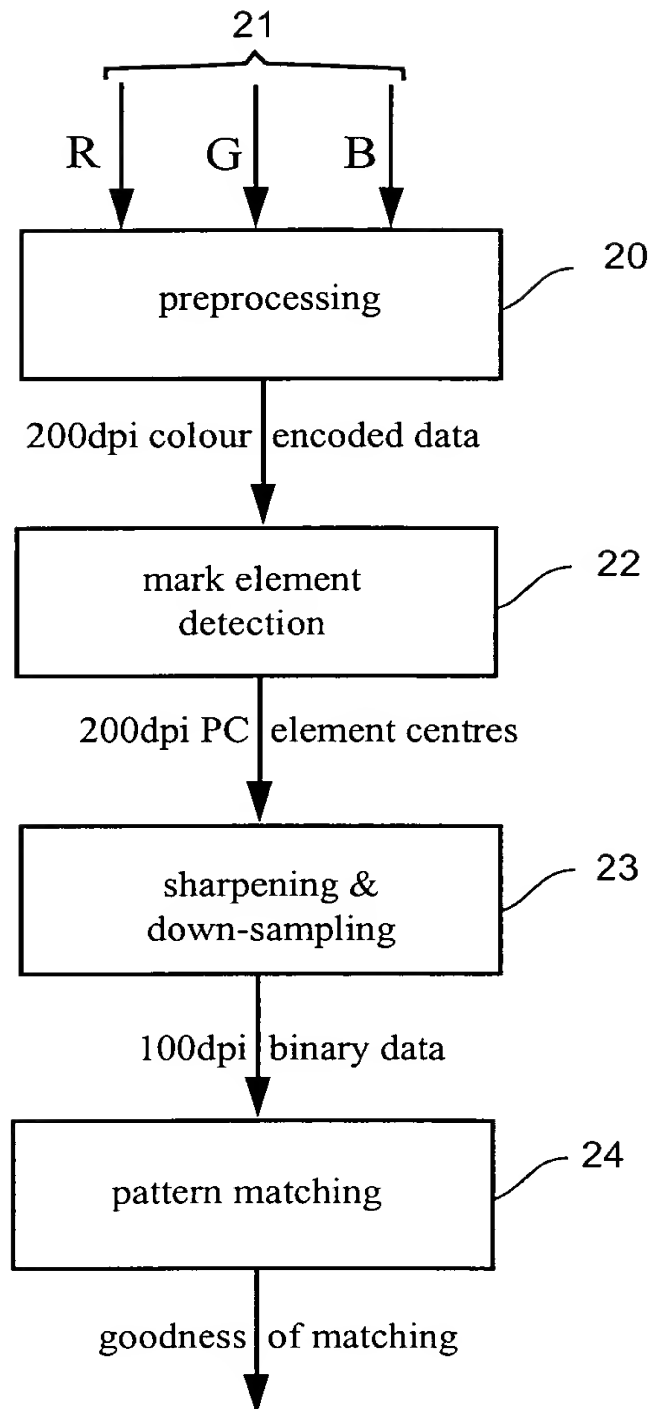 21
R G B
20
preprocessing
200dpi colour encoded data
22
mark element
detection
200dpi PC element centres
23
sharpening &
down-sampling
100dpi binary data
24
pattern matching
goodness of matching